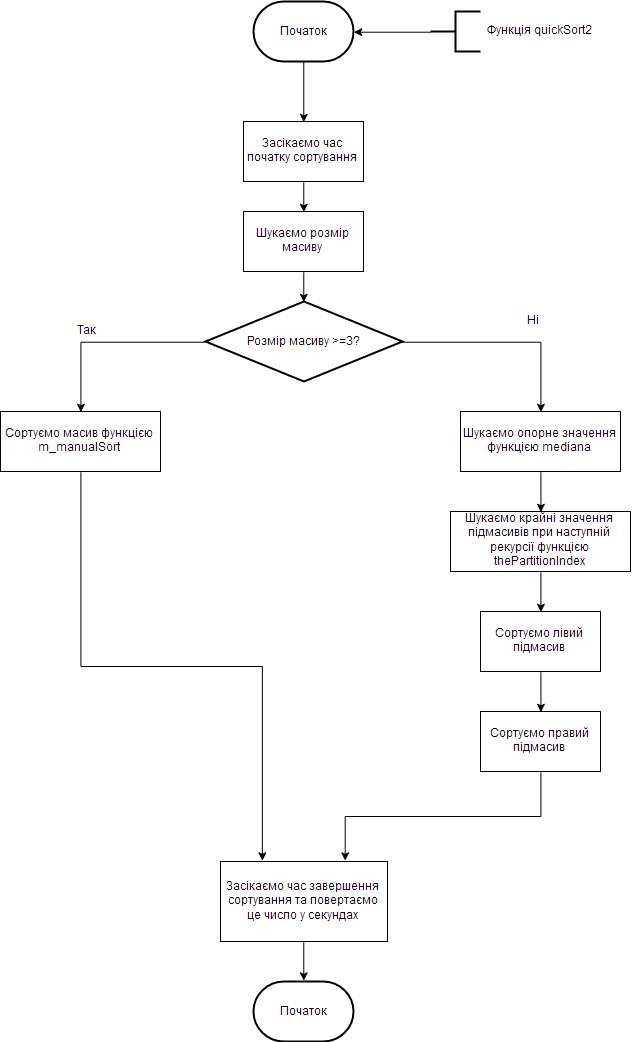 Початок
Функція quickSort2
Засікаємо час
початку сортування
Шукаємо розмір
масиву
Розмір масиву >=3?
Так
Ні
Сортуємо масив функцією
m_manualSort
Шукаємо опорне значення
функцією mediana
Шукаємо крайні значення
підмасивів при наступній
рекурсії функцією
thePartitionIndex
Сортуємо лівий
підмасив
Сортуємо правий
підмасив
Засікаємо час завершення
сортування та повертаємо
це число у секундах
Початок